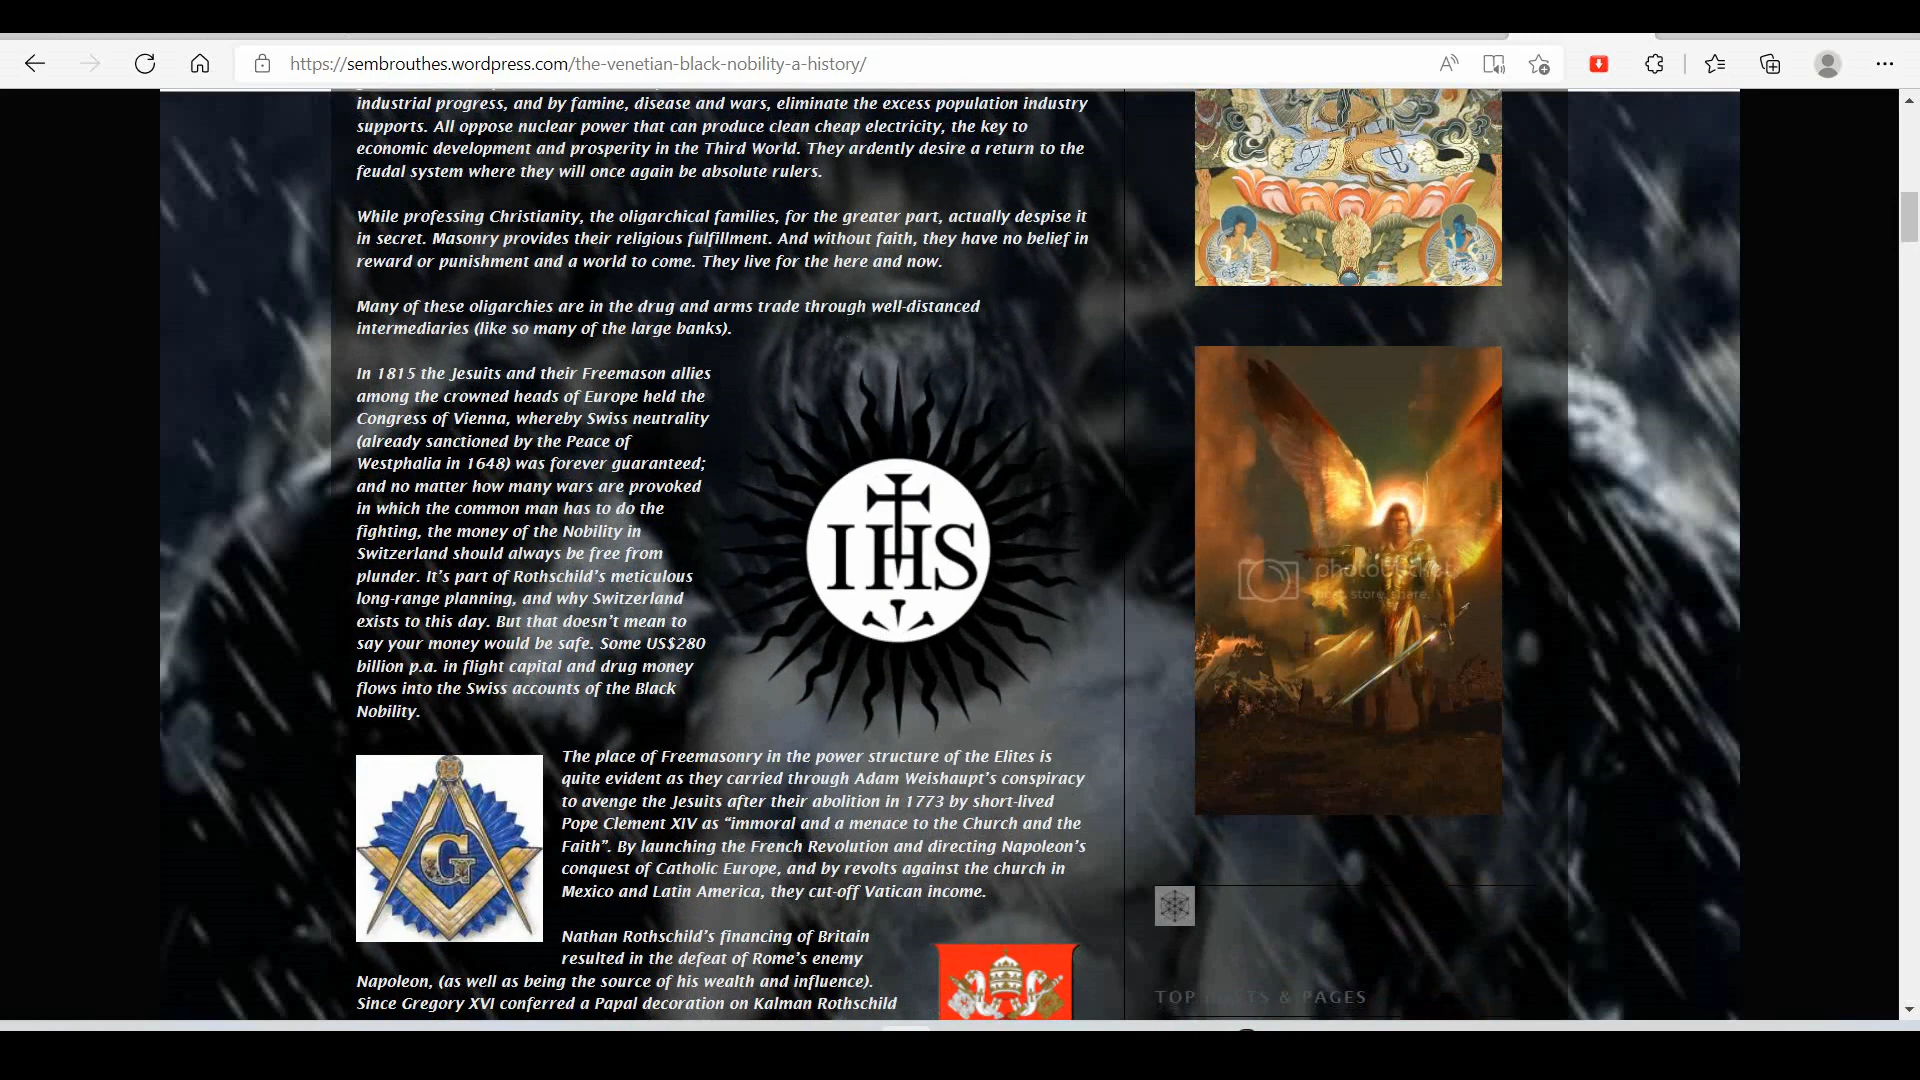 https://sembrouthes.wordpress.com/the-venetian-black-nobility-a-history/
industrial progress, and by famine, disease and wars, eliminate the excess population industry
supports. All oppose nuclear power that can produce clean cheap electricity, the key to
economic development and prosperity in the Third World. They ardently desire a return to the
feudal system where they will once again be absolute rulers.
While professing Christianity, the oligarchical families, for the greater part, actually despise it
in secret. Masonry provides their religious fulfillment. And without faith, they have no belief in
reward or punishment and a world to come. They live for the here and now.
Many of these oligarchies are in the drug and arms trade through well-distanced
intermediaries (like so many of the large banks).
In 1815 the Jesuits and their Freemason allies
among the crowned heads of Europe held the
Congress of Vienna, whereby Swiss neutrality
(already sanctioned by the Peace of
Westphalia in 1648) was forever guaranteed;
and no matter how many wars are provoked
in which the common man has to do the
fighting, the money of the Nobility in
Switzerland should always be free from
plunder. It's part of Rothschild's meticulous
long-range planning, and why Switzerland
exists to this day. But that doesn't mean to
say your money would be safe. Some US$280
billion p.a. in flight capital and drug money
flows into the Swiss accounts of the Black
Nobility.
IHS
The place of Freemasonry in the power structure of the Elites is
quite evident as they carried through Adam Weishaupt's conspiracy
to avenge the Jesuits after their abolition in 1773 by short-lived
Pope Clement XIV as “immoral and a menace to the Church and the
Faith”. By launching the French Revolution and directing Napoleon's
conquest of Catholic Europe, and by revolts against the church in
Mexico and Latin America, they cut-off Vatican income.
G
Nathan Rothschild's financing of Britain
resulted in the defeat of Rome's enemy
Napoleon, (as well as being the source of his wealth and influence).
Since Gregory XVI conferred a Papal decoration on Kalman Rothschild
photobucket
host. store. share.
TOP POSTS & PAGES